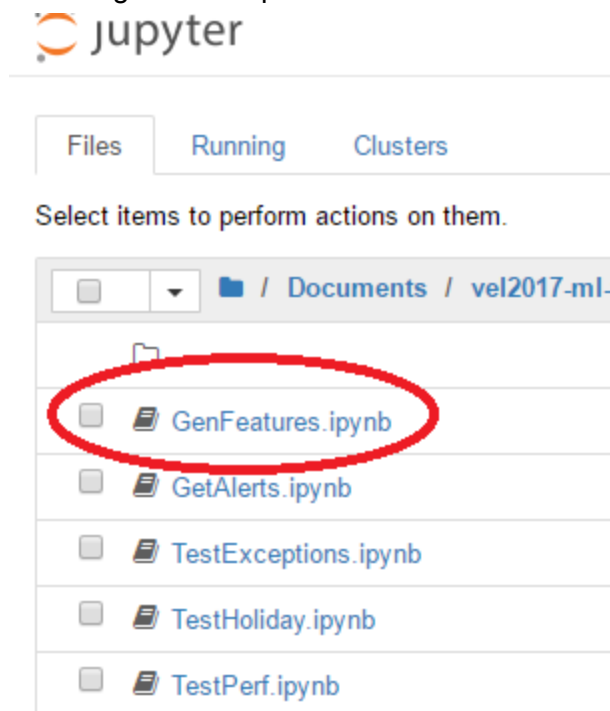 jupyter
Files Running Clusters
Select items to perform actions on them.
/ Documents / vel2017-ml-
GenFeatures.ipynb
GetAlerts.ipynb
TestExceptions.ipynb
TestHoliday.ipynb
TestPerf.ipynb